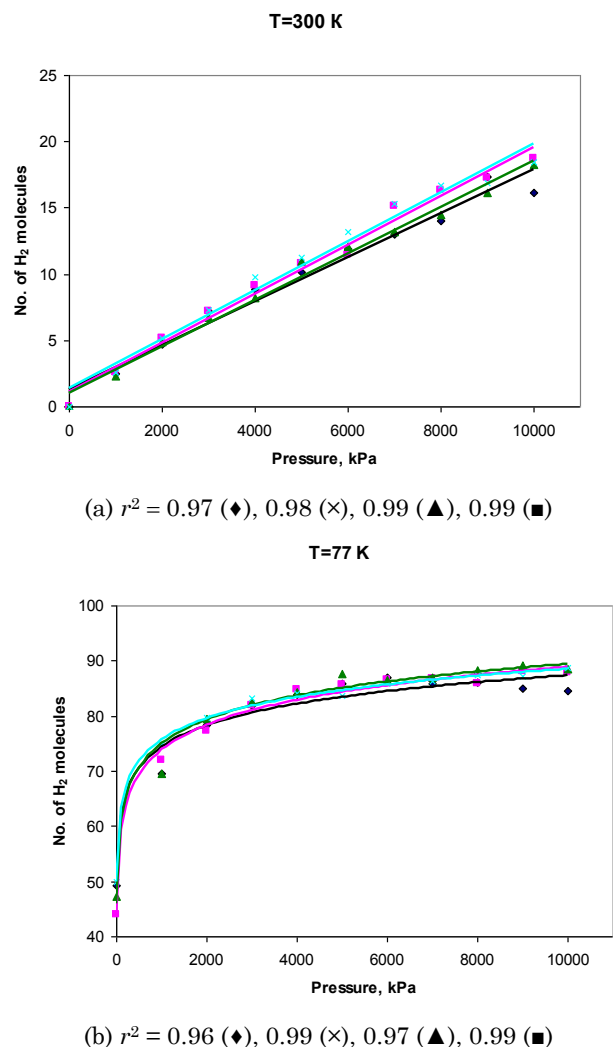 T=300 K
25
20
15
10
5
0
No. of H₂ molecules
0 2000 4000 6000 8000 10000
Pressure, kPa
(a) r² = 0.97 (♦), 0.98 (×), 0.99 (▲), 0.99 (■)
T=77 K
100
90
80
70
60
50
40
No. of H₂ molecules
0 2000 4000 6000 8000 10000
Pressure, kPa
(b) r² = 0.96 (♦), 0.99 (×), 0.97 (▲), 0.99 (■)